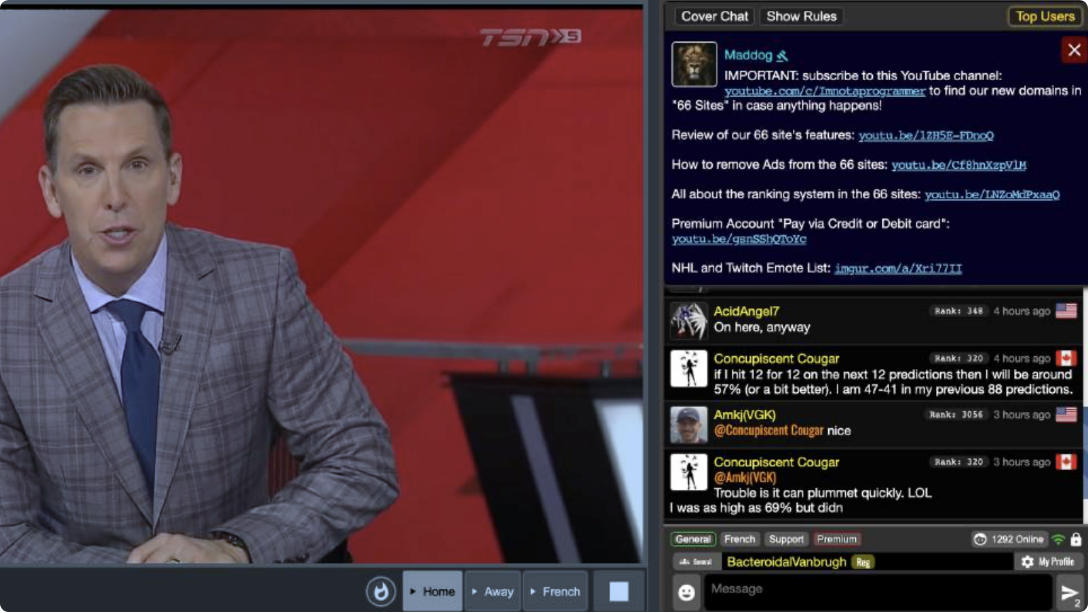 TSN 5
Cover Chat
Show Rules
Top Users
Maddog
IMPORTANT: subscribe to this YouTube channel:
youtube.com/c/Imnotaprogrammer to find our new domains in
"66 Sites" in case anything happens!
Review of our 66 site's features: youtu.be/1ZH5E-FDnoQ
How to remove Ads from the 66 sites: youtu.be/Cf8hnXzpVlM
All about the ranking system in the 66 sites: youtu.be/LNZoMdPxaaQ
Premium Account "Pay via Credit or Debit card":
youtu.be/gsnSShQToYc
NHL and Twitch Emote List: imgur.com/a/Xri77II
AcidAngel7 Rank: 348 4 hours ago
On here, anyway
Concupiscent Cougar Rank: 320 4 hours ago
if I hit 12 for 12 on the next 12 predictions then I will be around
57% (or a bit better). I am 47-41 in my previous 88 predictions.
Amkj(VGK) Rank: 3056 3 hours ago
@Concupiscent Cougar nice
Concupiscent Cougar Rank: 320 3 hours ago
@Amkj(VGK)
Trouble is it can plummet quickly. LOL
I was as high as 69% but didn
General French Support Premium 1292 Online
General BacteroidalVanbrugh Reg My Profile
Message
2
Home
Away
French